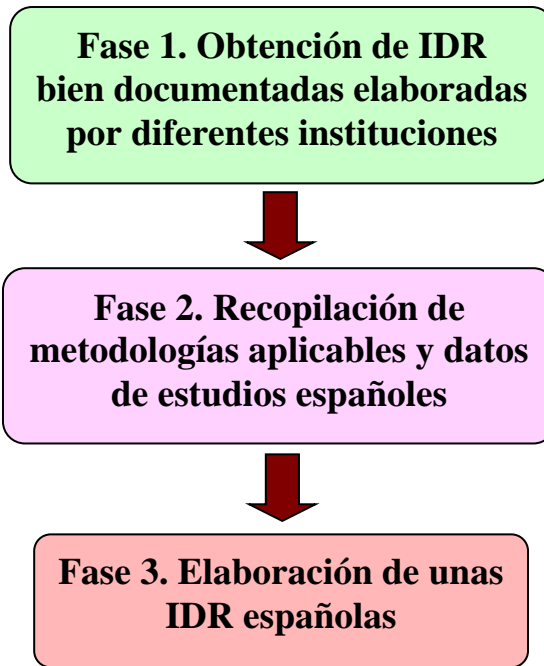 Fase 1. Obtención de IDR
bien documentadas elaboradas
por diferentes instituciones
Fase 2. Recopilación de
metodologías aplicables y datos
de estudios españoles
Fase 3. Elaboración de unas
IDR españolas